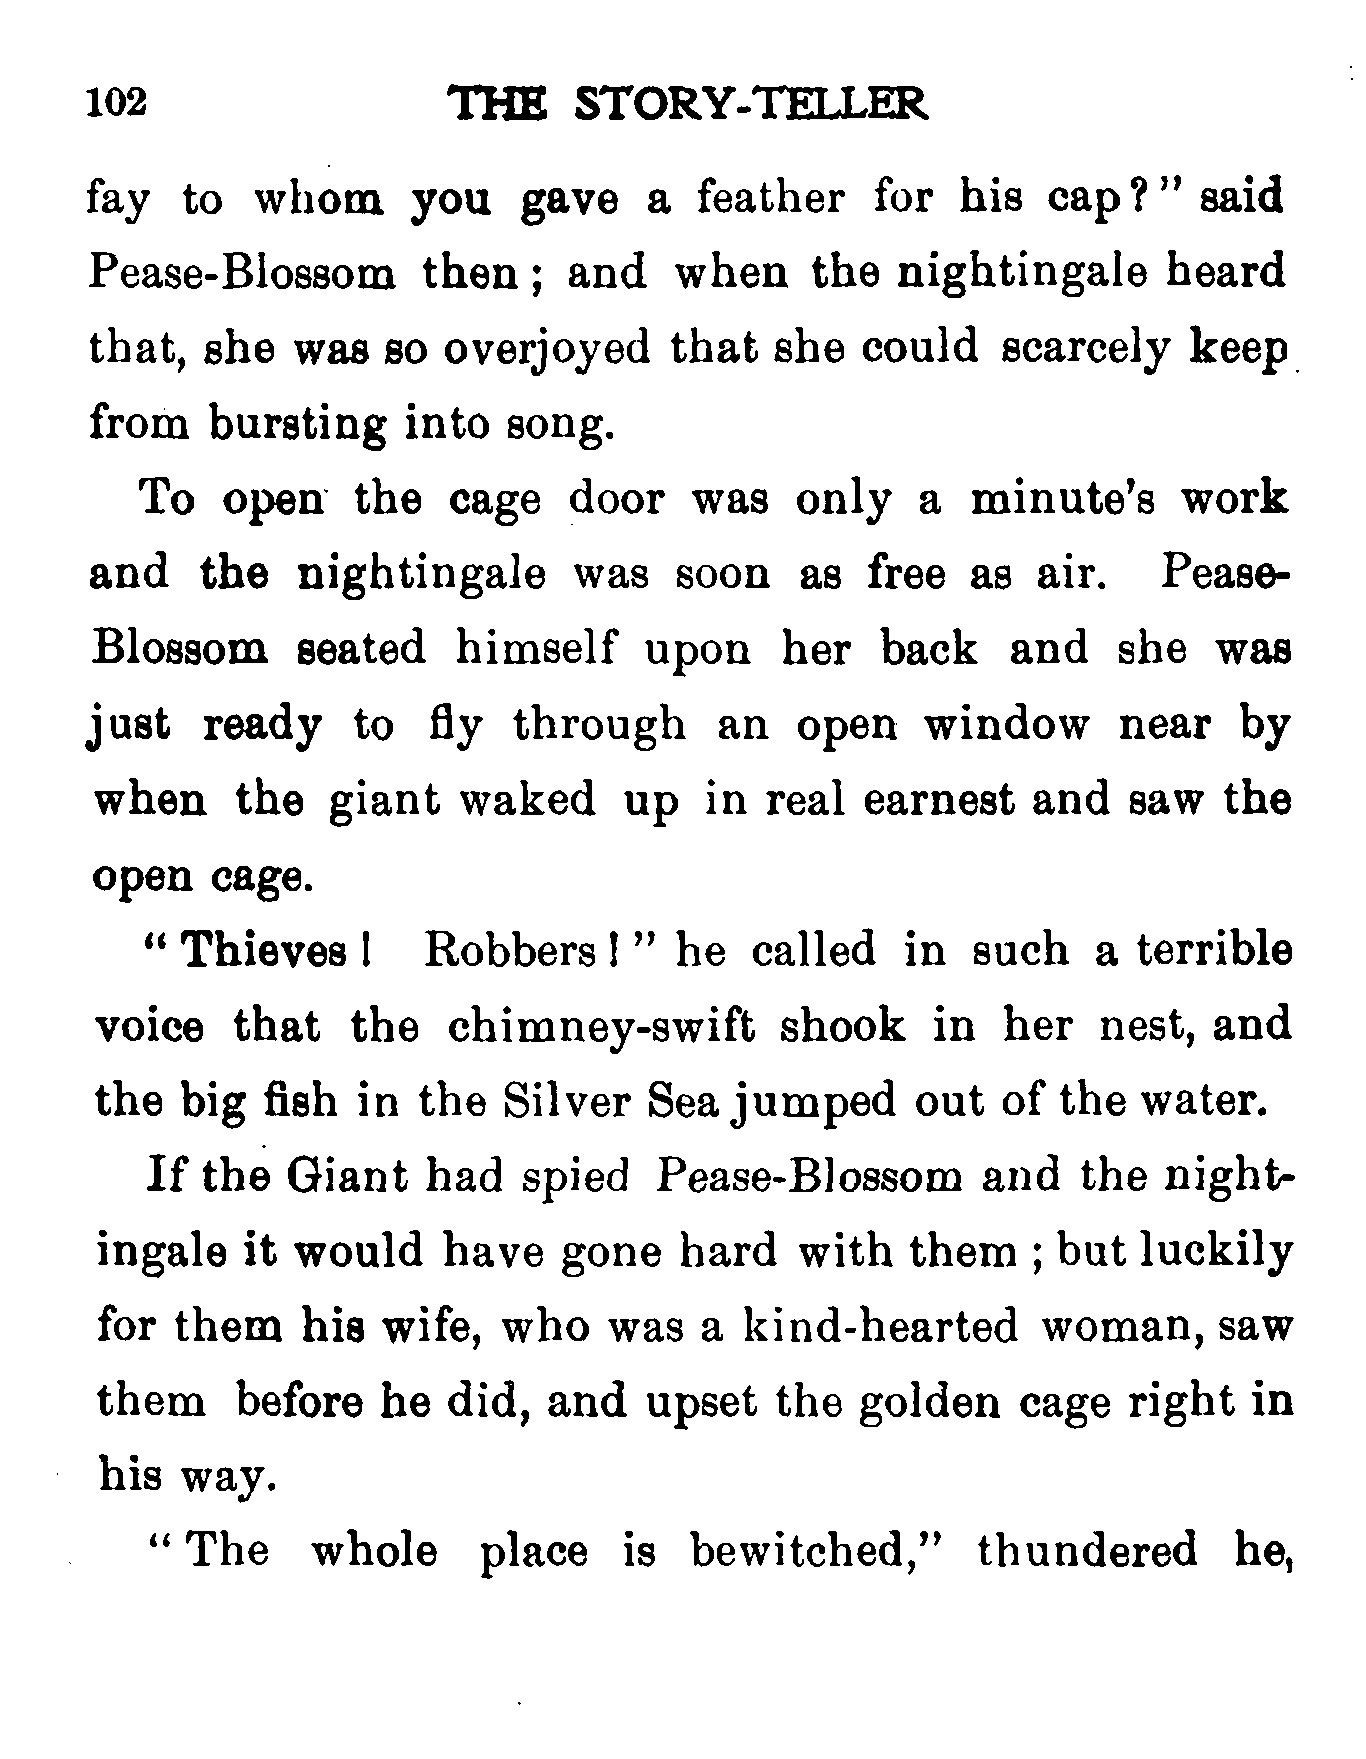 102 THE STORY-TELLER
fay to whom you gave a feather for his cap?" said
Pease-Blossom then; and when the nightingale heard
that, she was so overjoyed that she could scarcely keep
from bursting into song.
To open the cage door was only a minute's work
and the nightingale was soon as free as air. Pease-
Blossom seated himself upon her back and she was
just ready to fly through an open window near by
when the giant waked up in real earnest and saw the
open cage.
"Thieves! Robbers!" he called in such a terrible
voice that the chimney-swift shook in her nest, and
the big fish in the Silver Sea jumped out of the water.
If the Giant had spied Pease-Blossom and the night-
ingale it would have gone hard with them; but luckily
for them his wife, who was a kind-hearted woman, saw
them before he did, and upset the golden cage right in
his way.
"The whole place is bewitched," thundered he,